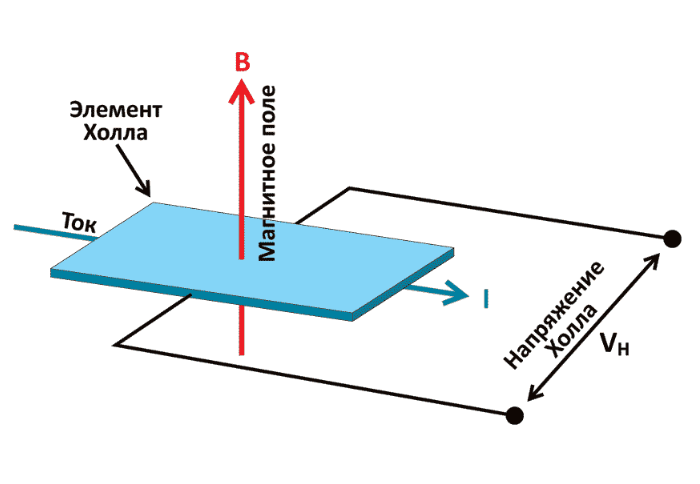 B
Элемент
Холла
Магнитное поле
Ток
I
Напряжение
Холла
VH